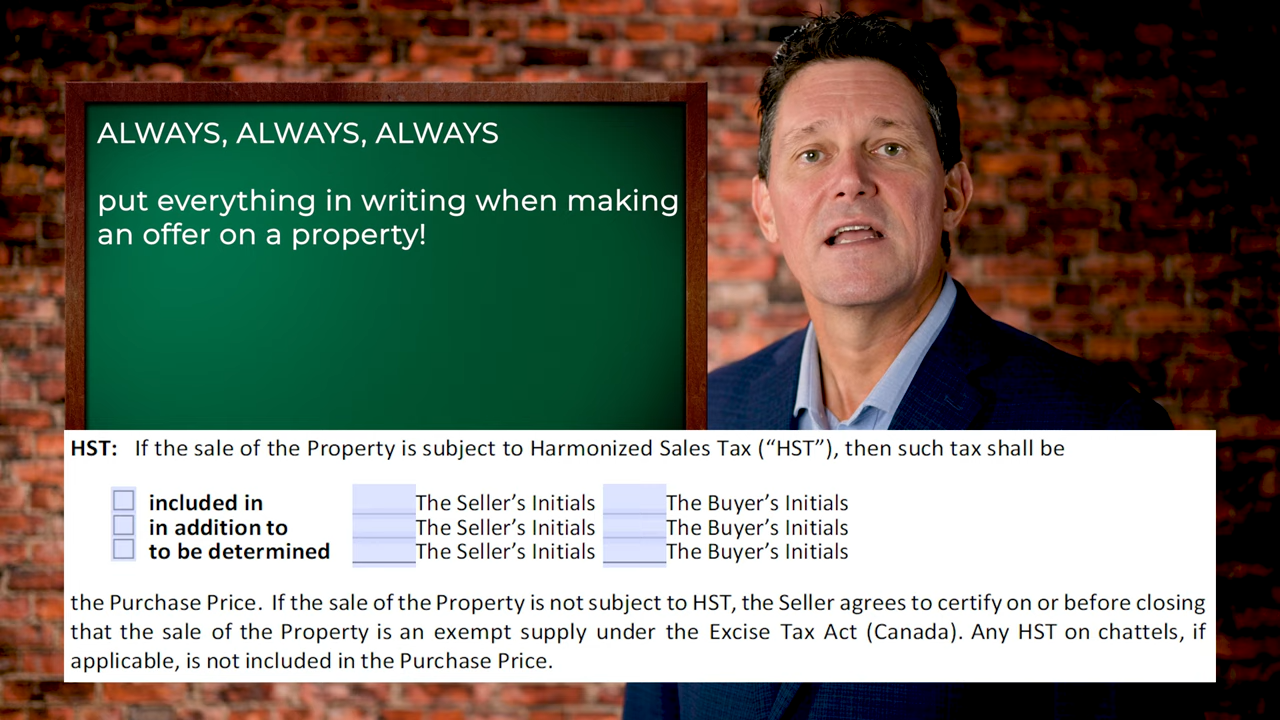 ALWAYS, ALWAYS, ALWAYS
put everything in writing when making
an offer on a property!
HST: If the sale of the Property is subject to Harmonized Sales Tax (“HST”), then such tax shall be
included in The Seller’s Initials The Buyer’s Initials
in addition to The Seller’s Initials The Buyer’s Initials
to be determined The Seller’s Initials The Buyer’s Initials
the Purchase Price. If the sale of the Property is not subject to HST, the Seller agrees to certify on or before closing
that the sale of the Property is an exempt supply under the Excise Tax Act (Canada). Any HST on chattels, if
applicable, is not included in the Purchase Price.